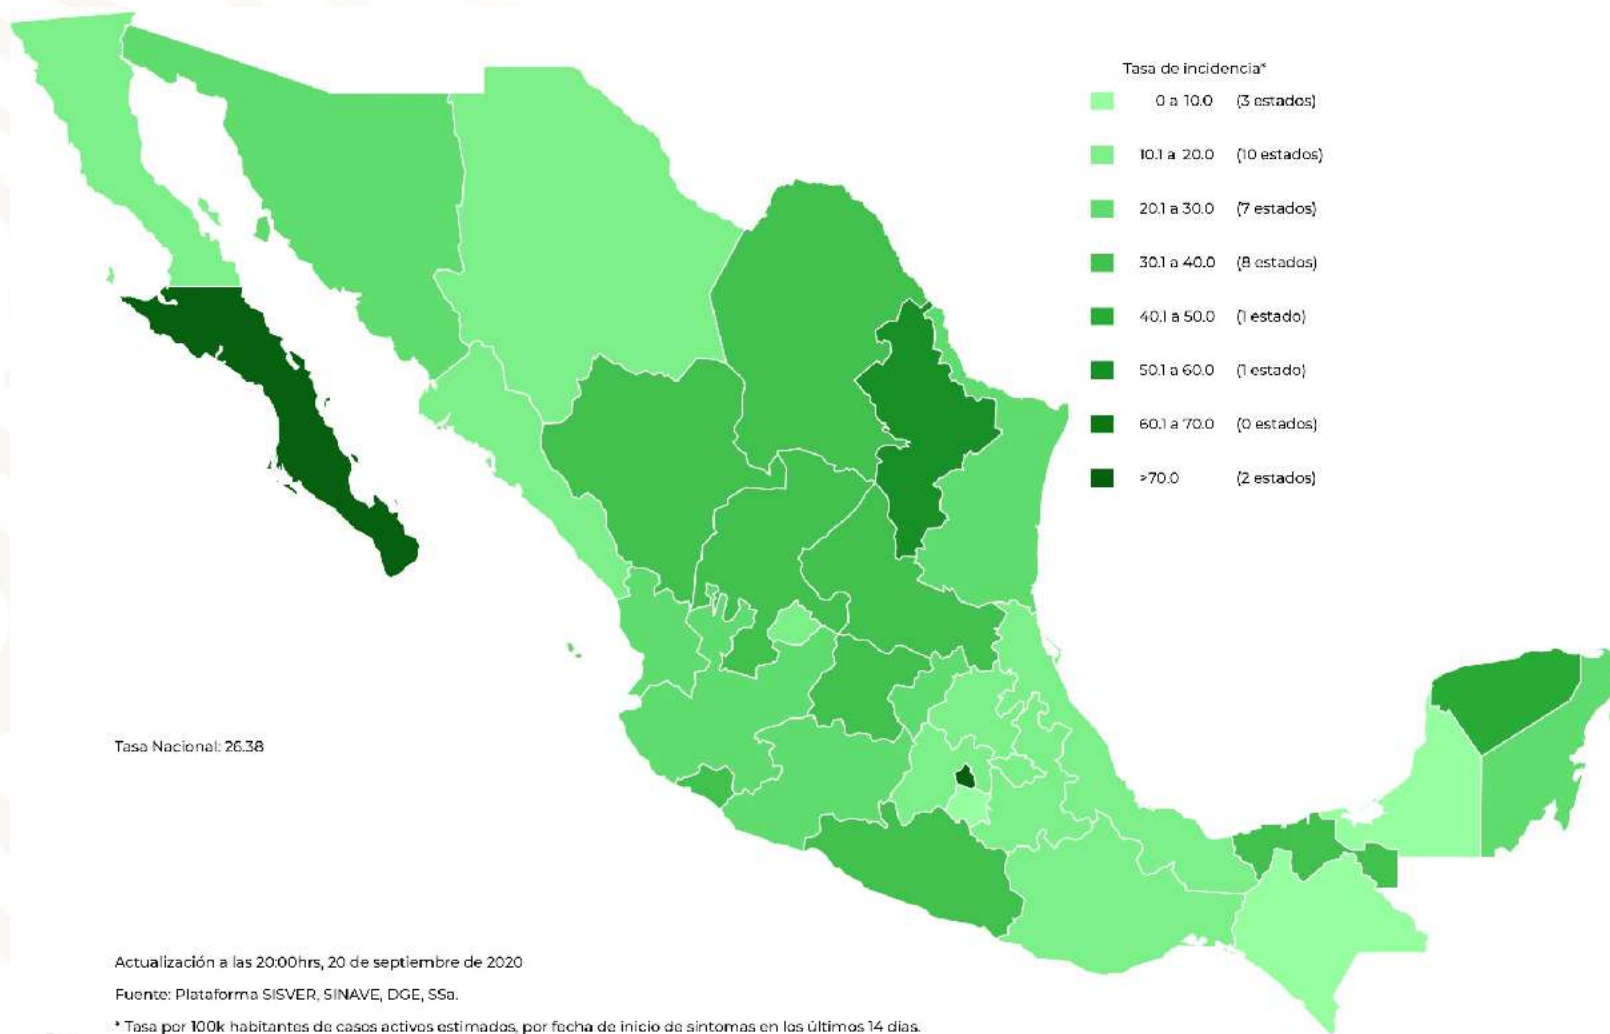 Tasa de incidencia*
0 a 10.0 (3 estados)
10.1 a 20.0 (10 estados)
20.1 a 30.0 (7 estados)
30.1 a 40.0 (8 estados)
40.1 a 50.0 (1 estado)
50.1 a 60.0 (1 estado)
60.1 a 70.0 (0 estados)
>70.0 (2 estados)
Tasa Nacional: 26.38
Actualización a las 20:00hrs, 20 de septiembre de 2020
Fuente: Plataforma SISVER, SINAVE, DGE, SSa.
* Tasa por 100k habitantes de casos activos estimados, por fecha de inicio de síntomas en los últimos 14 días.